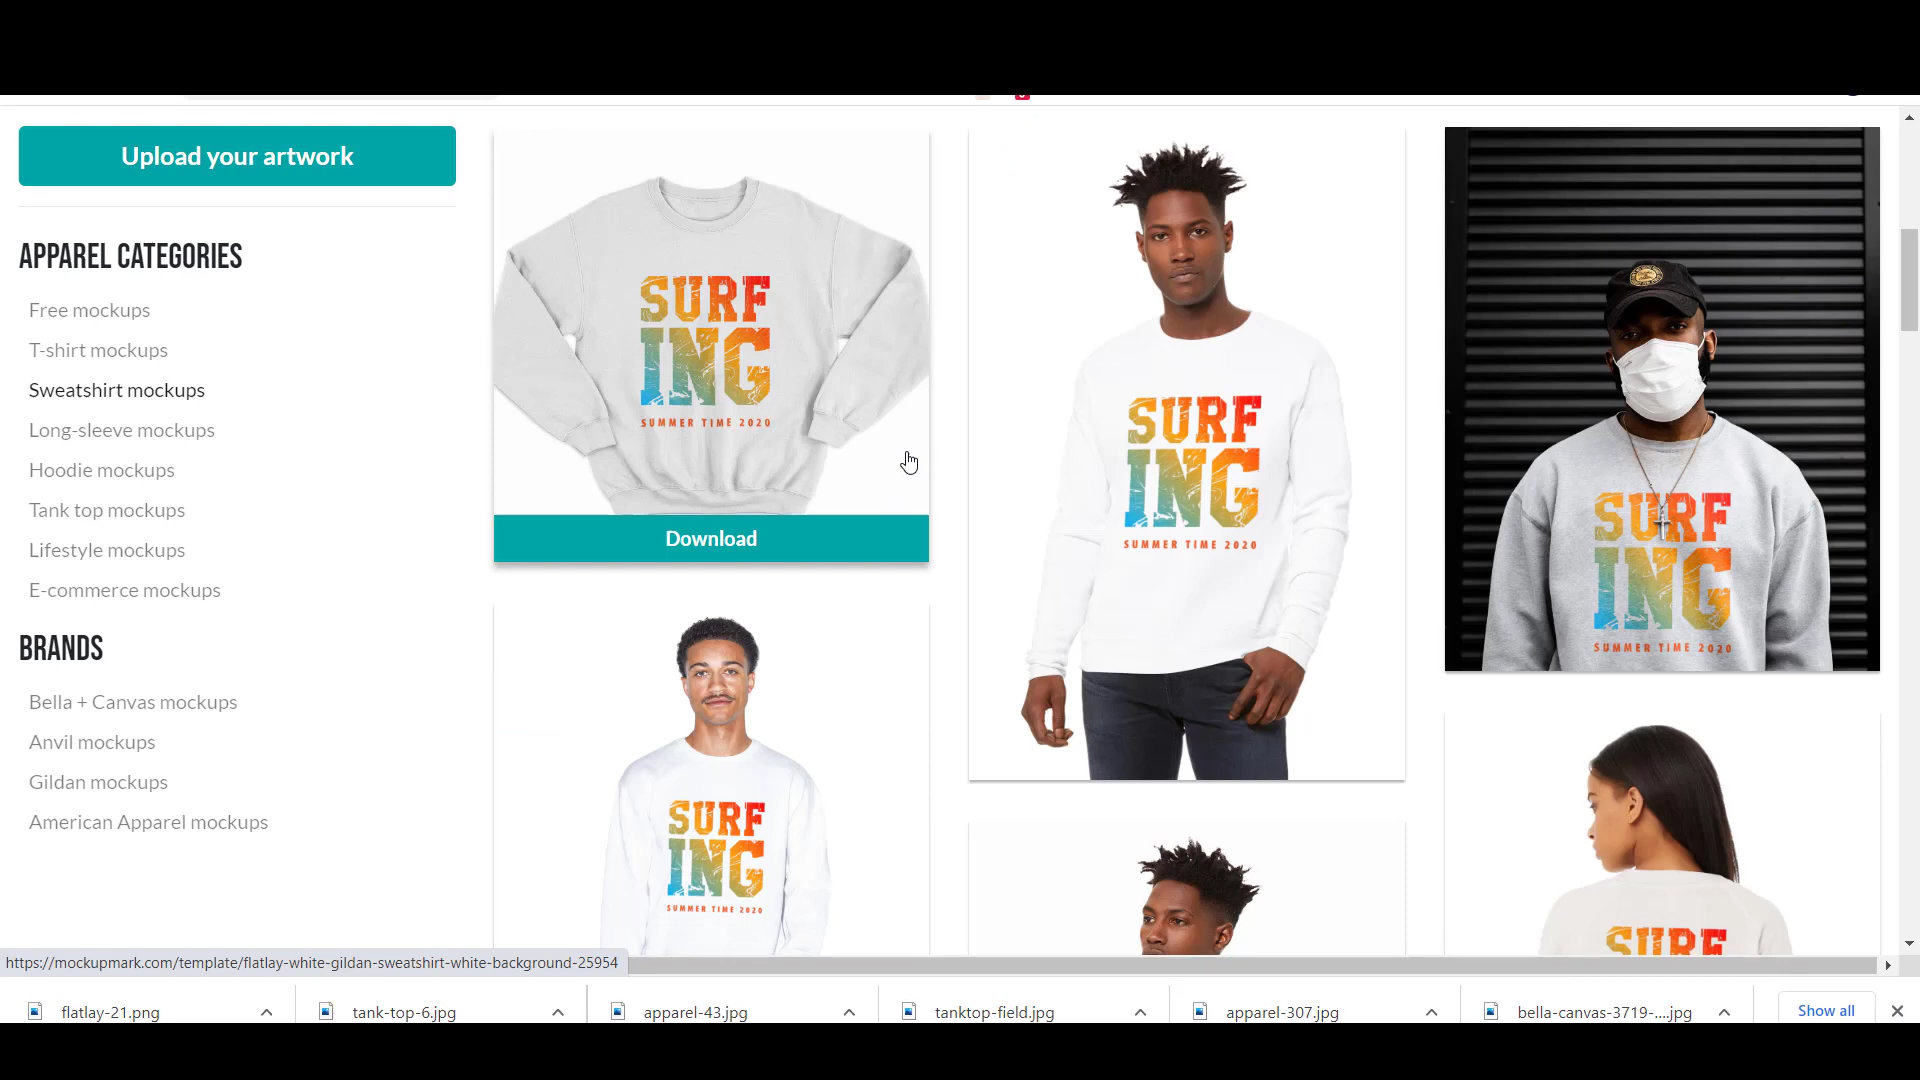 Upload your artwork
APPAREL CATEGORIES
Free mockups
T-shirt mockups
Sweatshirt mockups
Long-sleeve mockups
Hoodie mockups
Tank top mockups
Lifestyle mockups
E-commerce mockups
BRANDS
Bella + Canvas mockups
Anvil mockups
Gildan mockups
American Apparel mockups
SURF
ING
SUMMER TIME 2020
Download
SURF
ING
SUMMER TIME 2020
SURF
ING
SUMMER TIME 2020
SURF
ING
SUMMER TIME 2020
SURF
https://mockupmark.com/template/flatlay-white-gildan-sweatshirt-white-background-25954
flatlay-21.png
tank-top-6.jpg
apparel-43.jpg
tanktop-field.jpg
apparel-307.jpg
bella-canvas-3719-....jpg
Show all